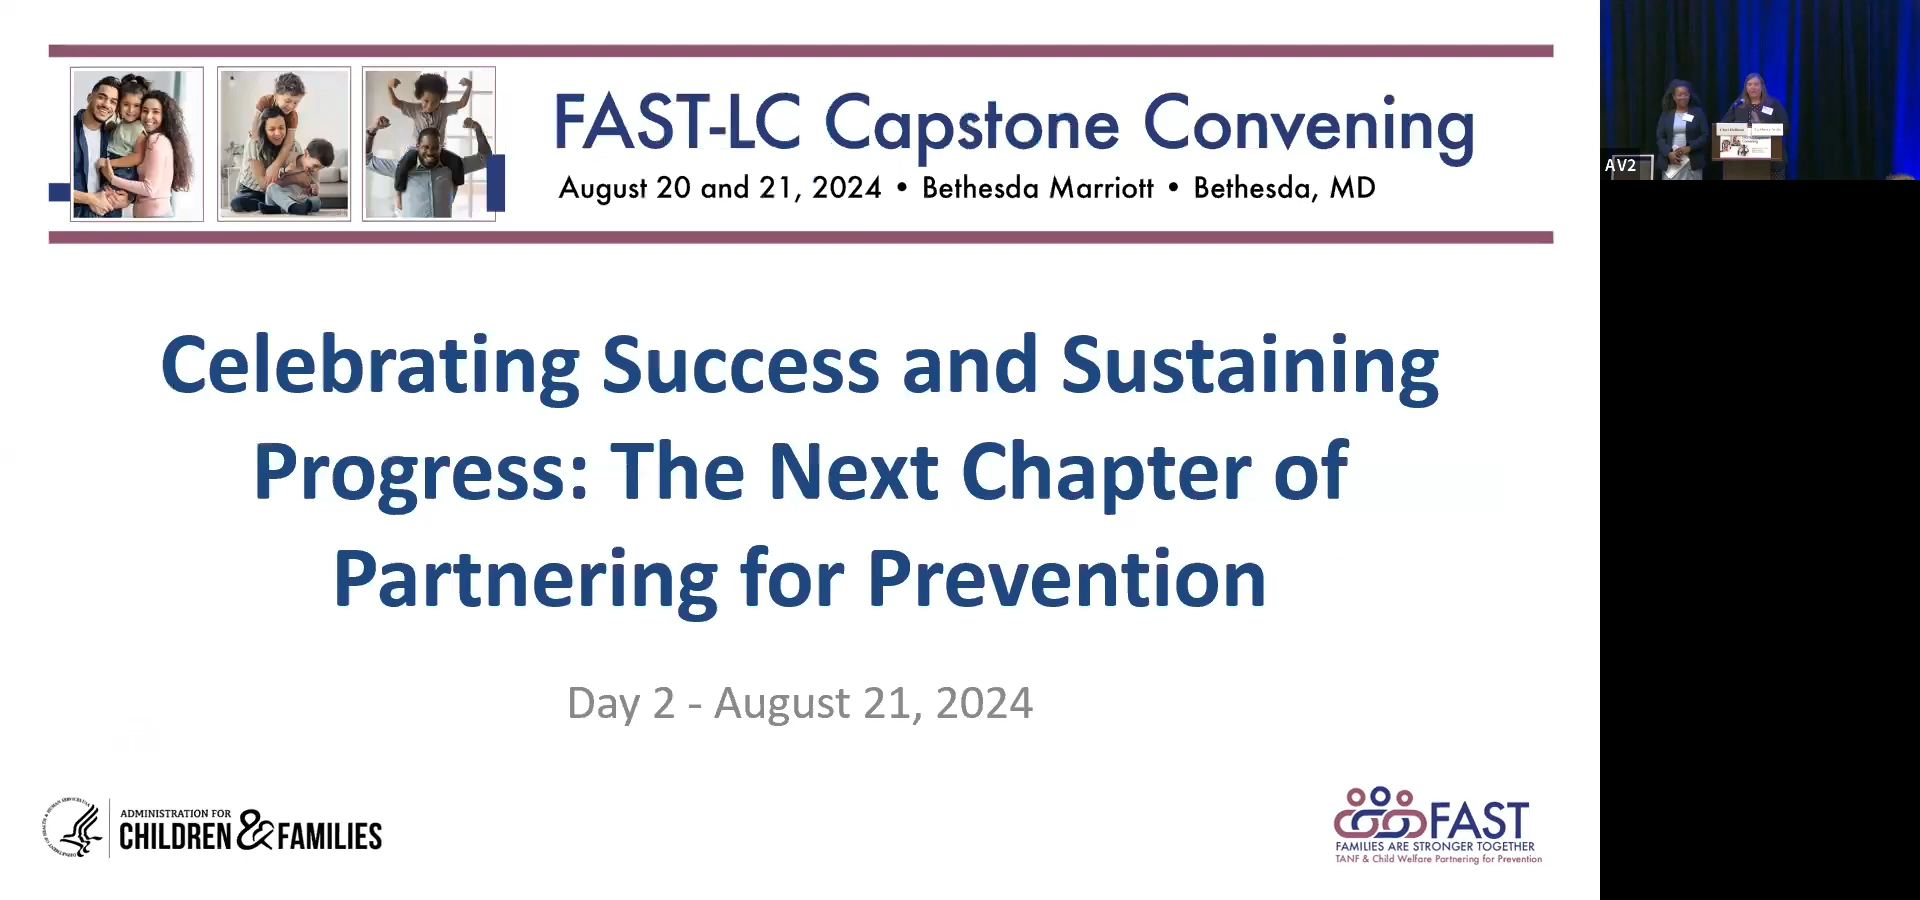 FAST-LC Capstone Convening
August 20 and 21, 2024 • Bethesda Marriott • Bethesda, MD
AV2
Celebrating Success and Sustaining
Progress: The Next Chapter of
Partnering for Prevention
Day 2 - August 21, 2024
ADMINISTRATION FOR
CHILDREN & FAMILIES
FAST
FAMILIES ARE STRONGER TOGETHER
TANF & Child Welfare Partnering for Prevention